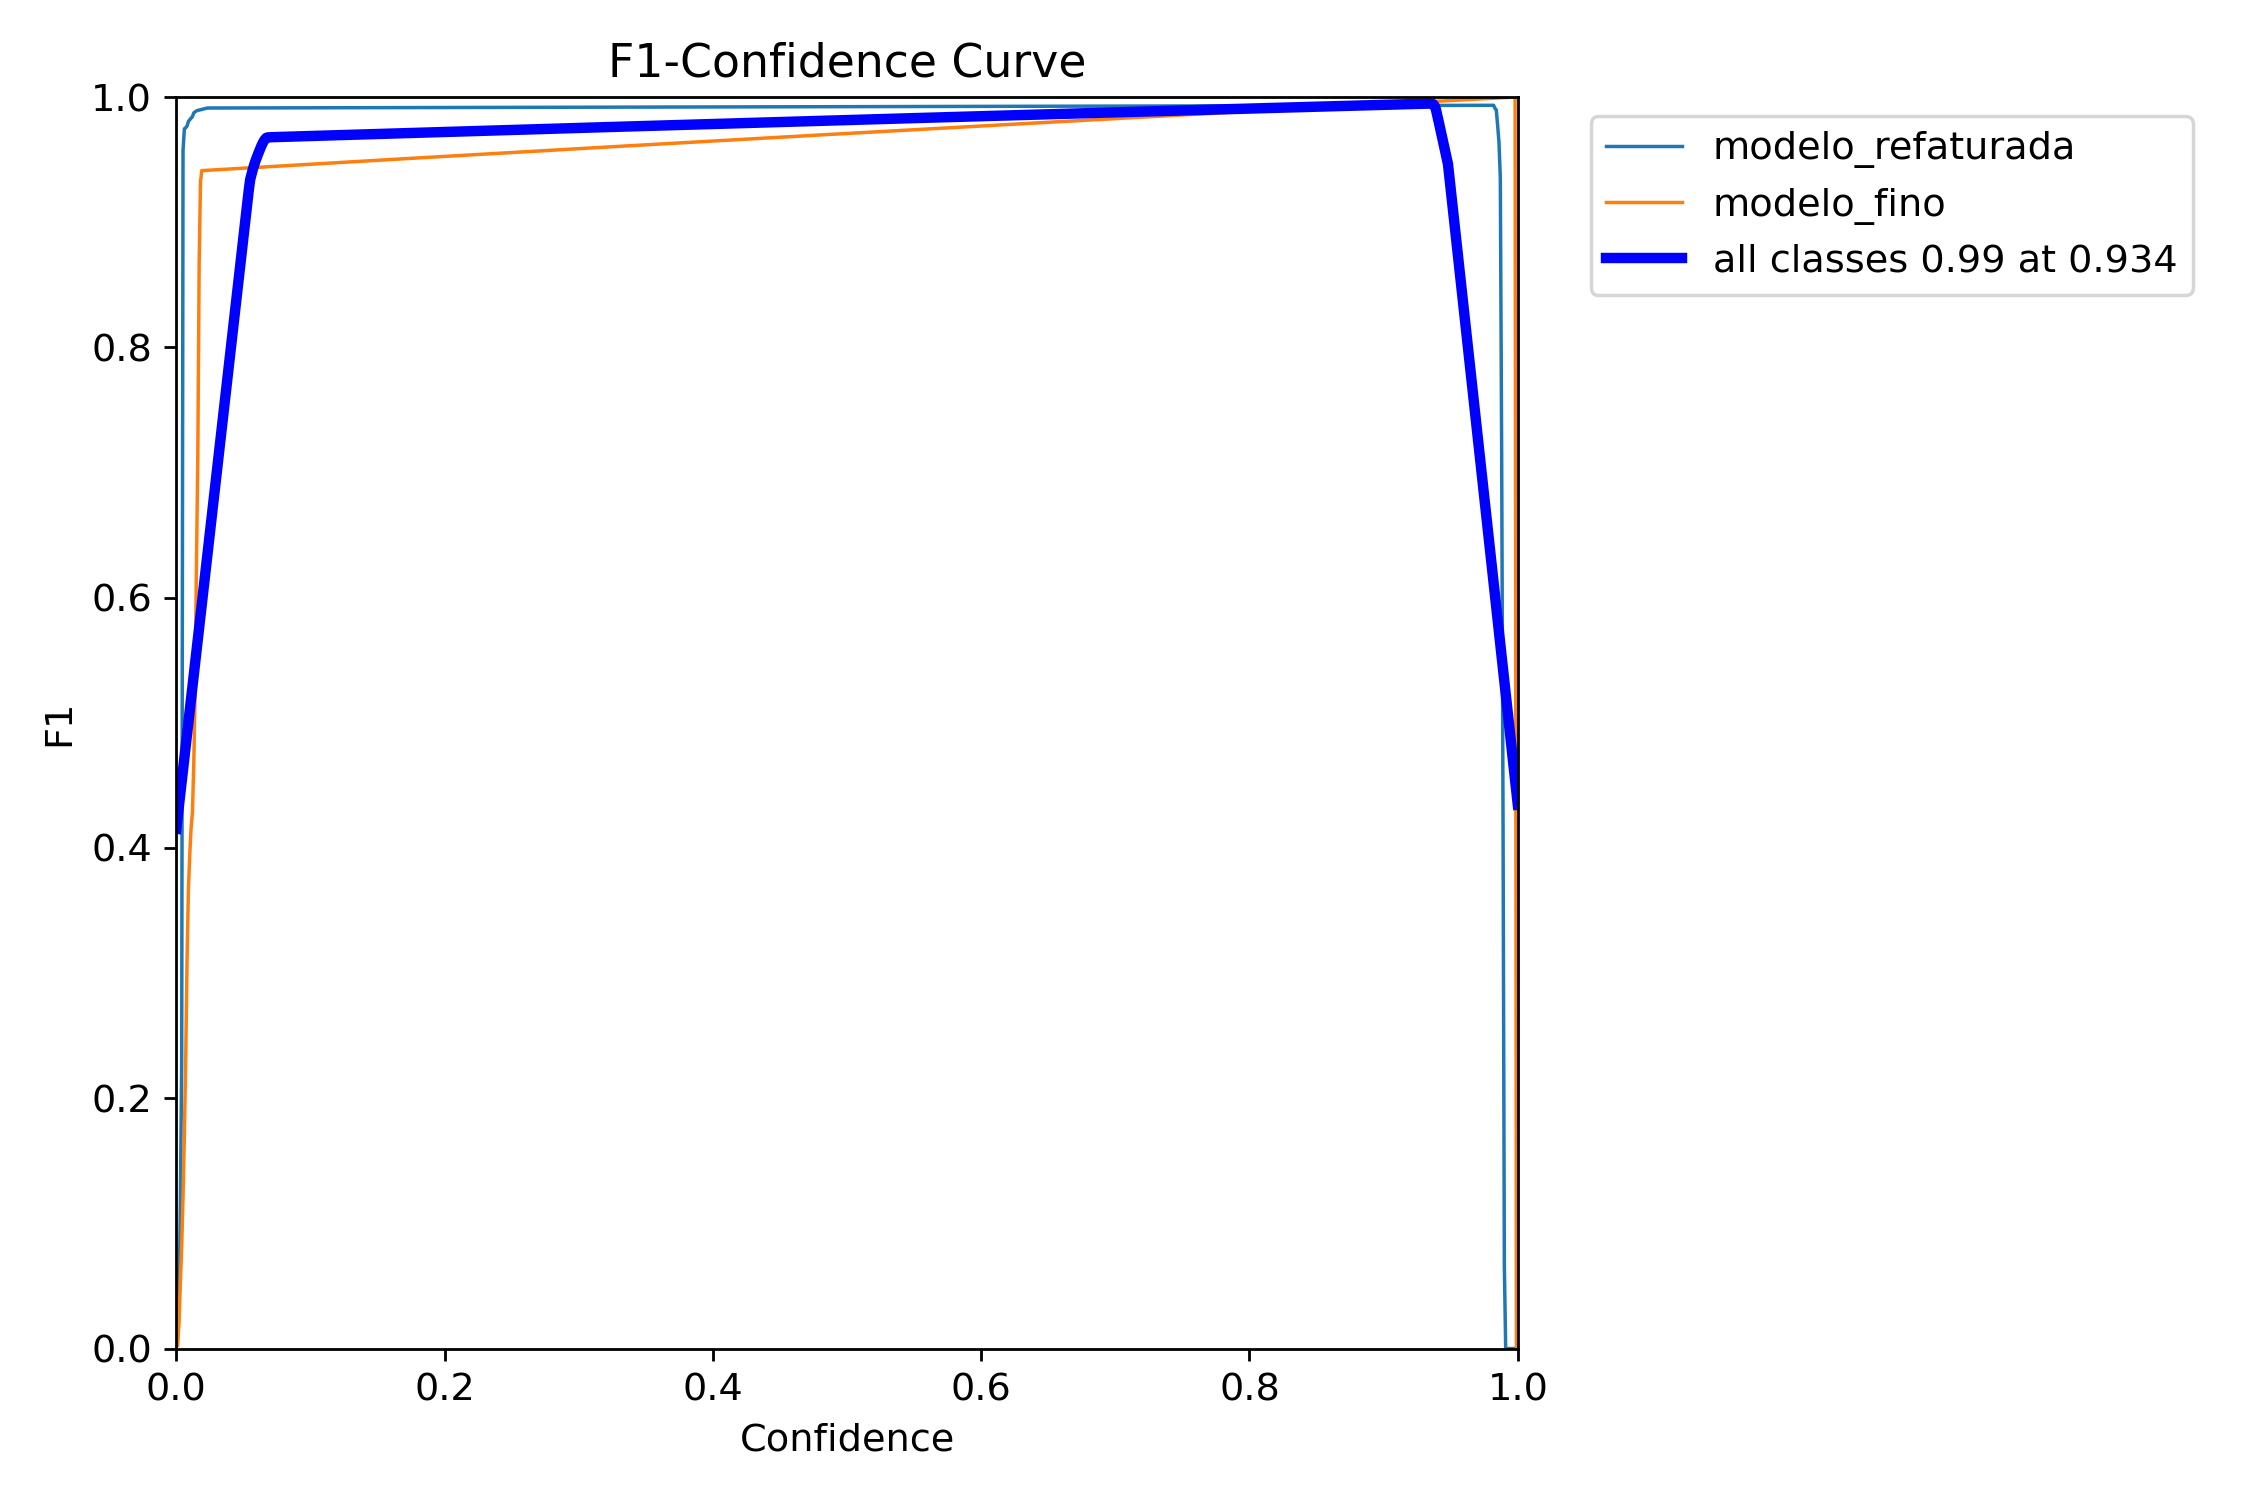 F1-Confidence Curve
1.0
0.8
0.6
0.4
0.2
0.0
F1
0.0 0.2 0.4 0.6 0.8 1.0
Confidence
modelo_refaturada
modelo_fino
all classes 0.99 at 0.934